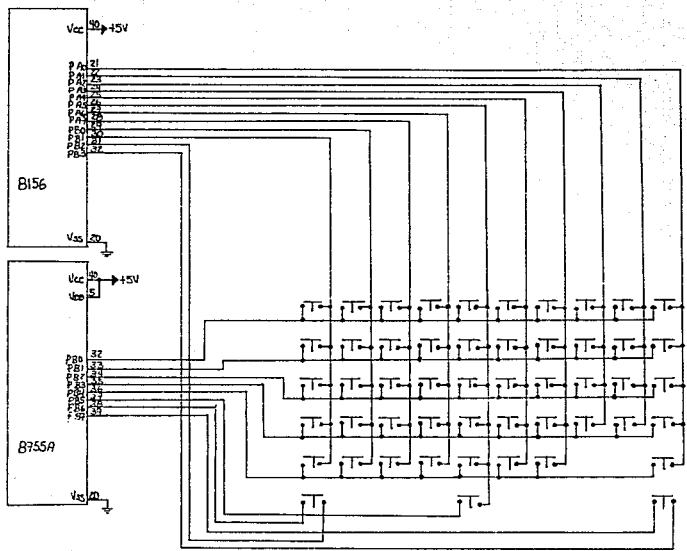 Vcc 40 +5V
PA0 21
PA1 22
PA2 23
PA3 24
PA4 25
PA5 26
PA6 27
PA7 28
PB0 29
PB1 30
PB2 31
PB3 32
8156
Vss 20
Vcc 40 +5V
VDD 5
PB0 32
PB1 33
PB2 34
PB3 35
PB4 36
PB5 37
PB6 38
PB7 39
8755A
Vss 20